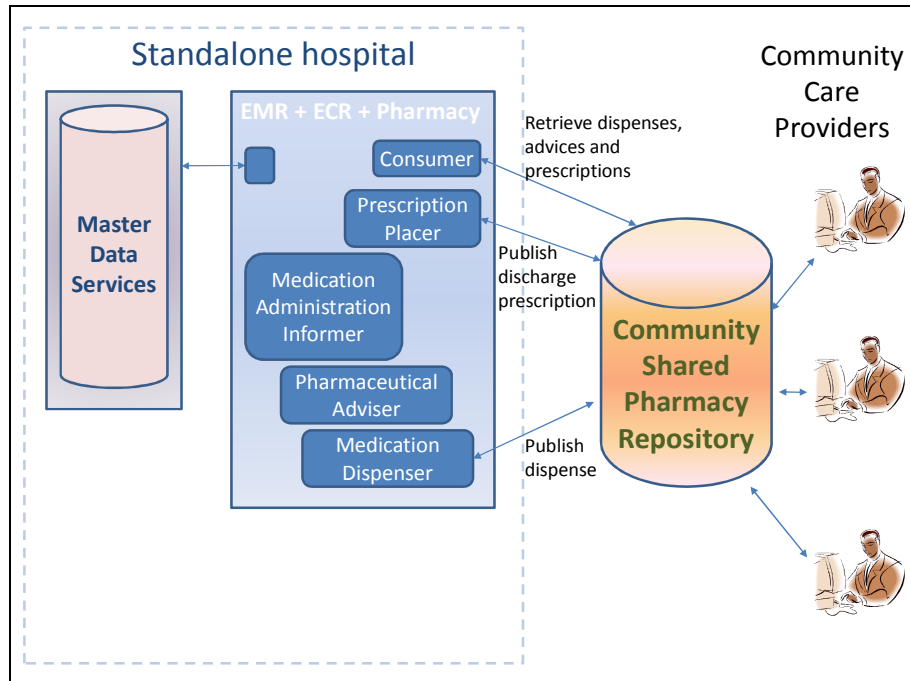 Standalone hospital
Master
Data
Services
EMR + ECR + Pharmacy
Consumer
Prescription
Placer
Medication
Administration
Informer
Pharmaceutical
Adviser
Medication
Dispenser
Retrieve dispenses,
advices and
prescriptions
Publish
discharge
prescription
Publish
dispense
Community
Shared
Pharmacy
Repository
Community
Care
Providers